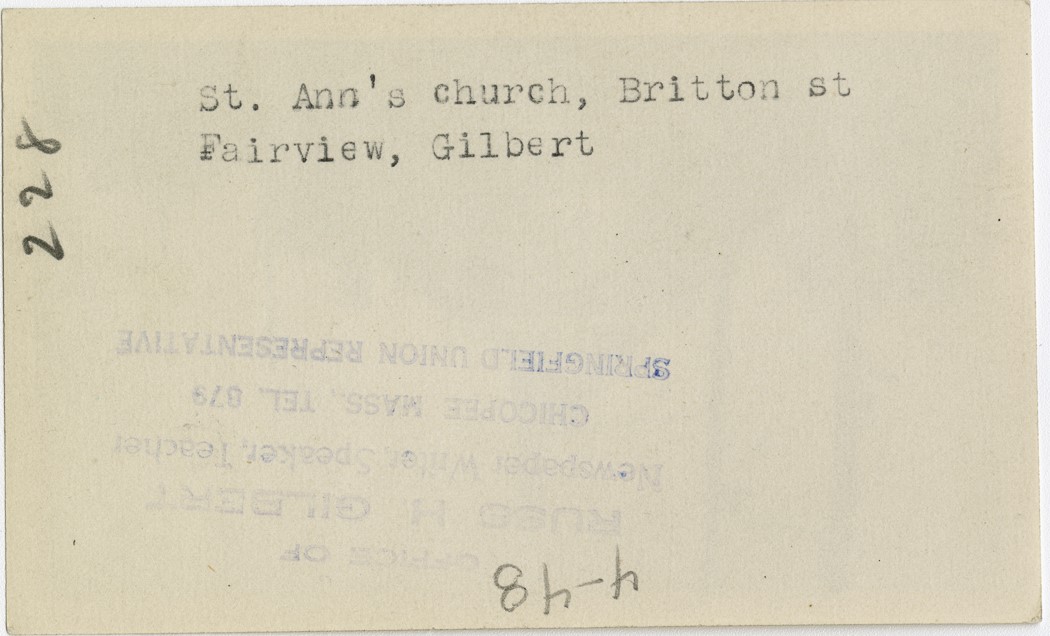 St. Ann's church, Britton st
Fairview, Gilbert
228
OFFICE OF
RUSS H. GILBERT
Newspaper Writer, Speaker, Teacher
CHICOPEE MASS., TEL. 879
SPRINGFIELD UNION REPRESENTATIVE
4-48